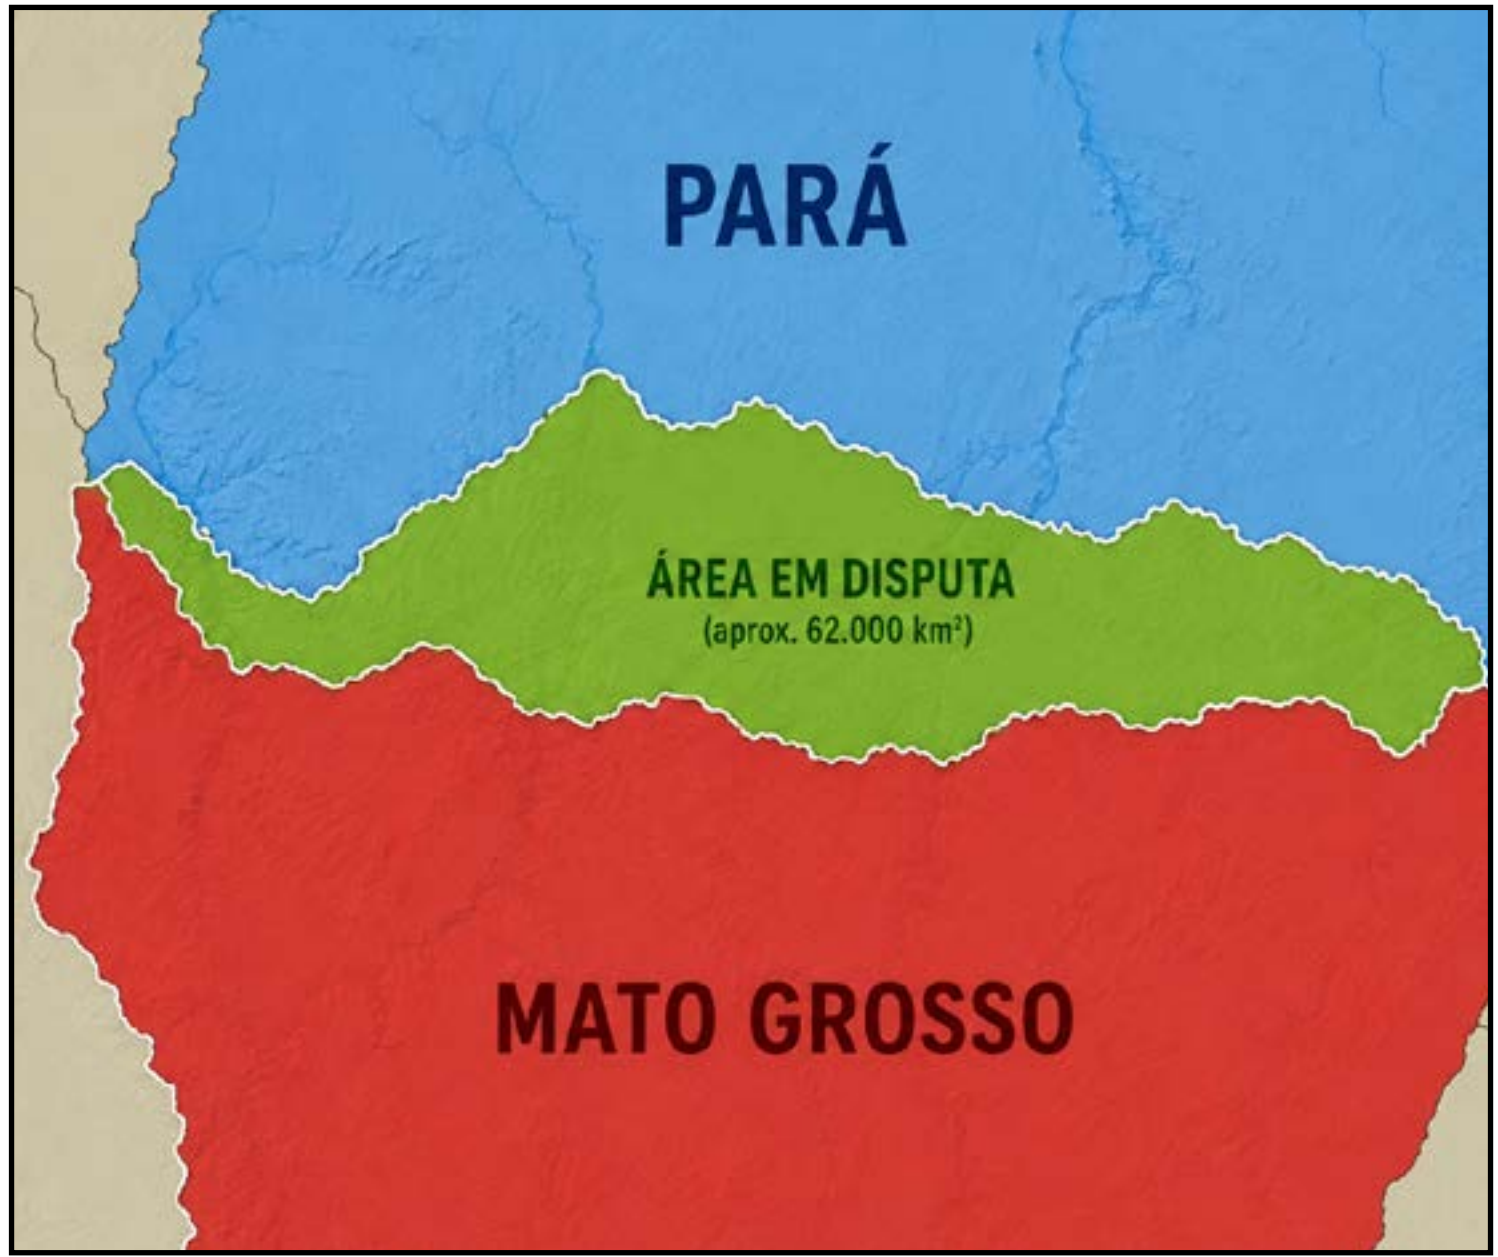 PARÁ
ÁREA EM DISPUTA
(aprox. 62.000 km²)
MATO GROSSO